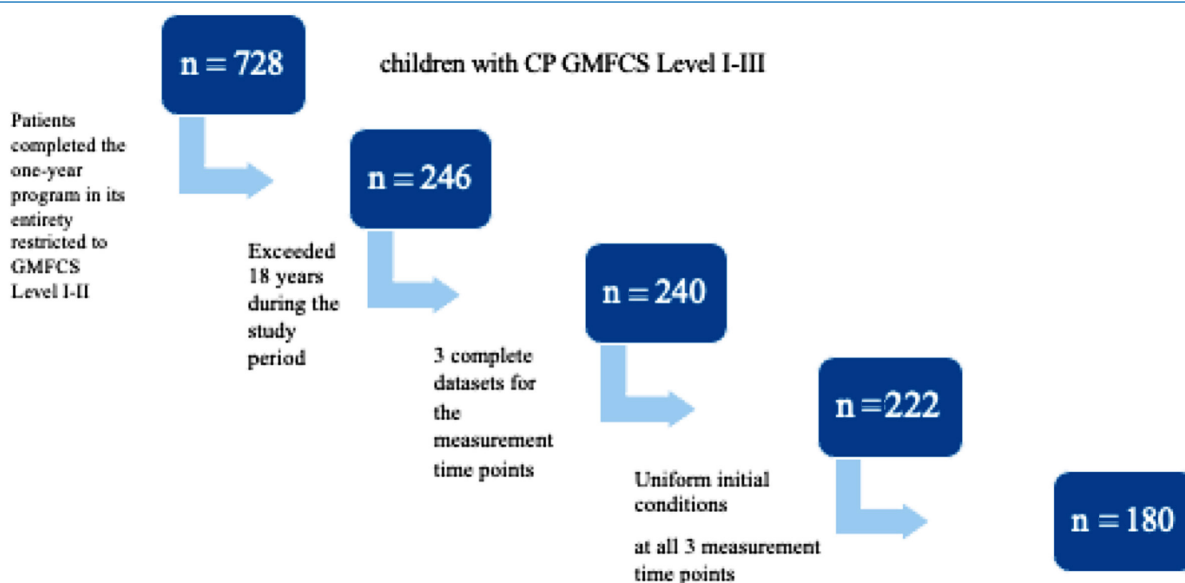 n = 728
children with CP GMFCS Level I-III
Patients
completed the
one-year
program in its
entirety
restricted to
GMFCS
Level I-II
n = 246
Exceeded
18 years
during the
study
period
n = 240
3 complete
datasets for
the
measurement
time points
n =222
Uniform initial
conditions
at all 3 measurement
time points
n = 180